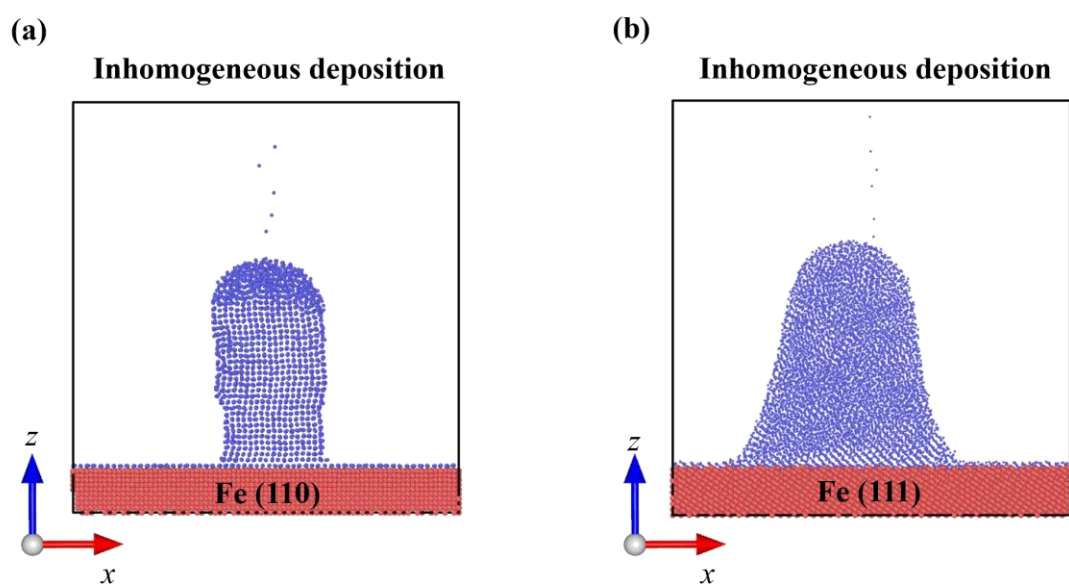 (a)
Inhomogeneous deposition
Fe (110)
z
x
(b)
Inhomogeneous deposition
Fe (111)
z
x